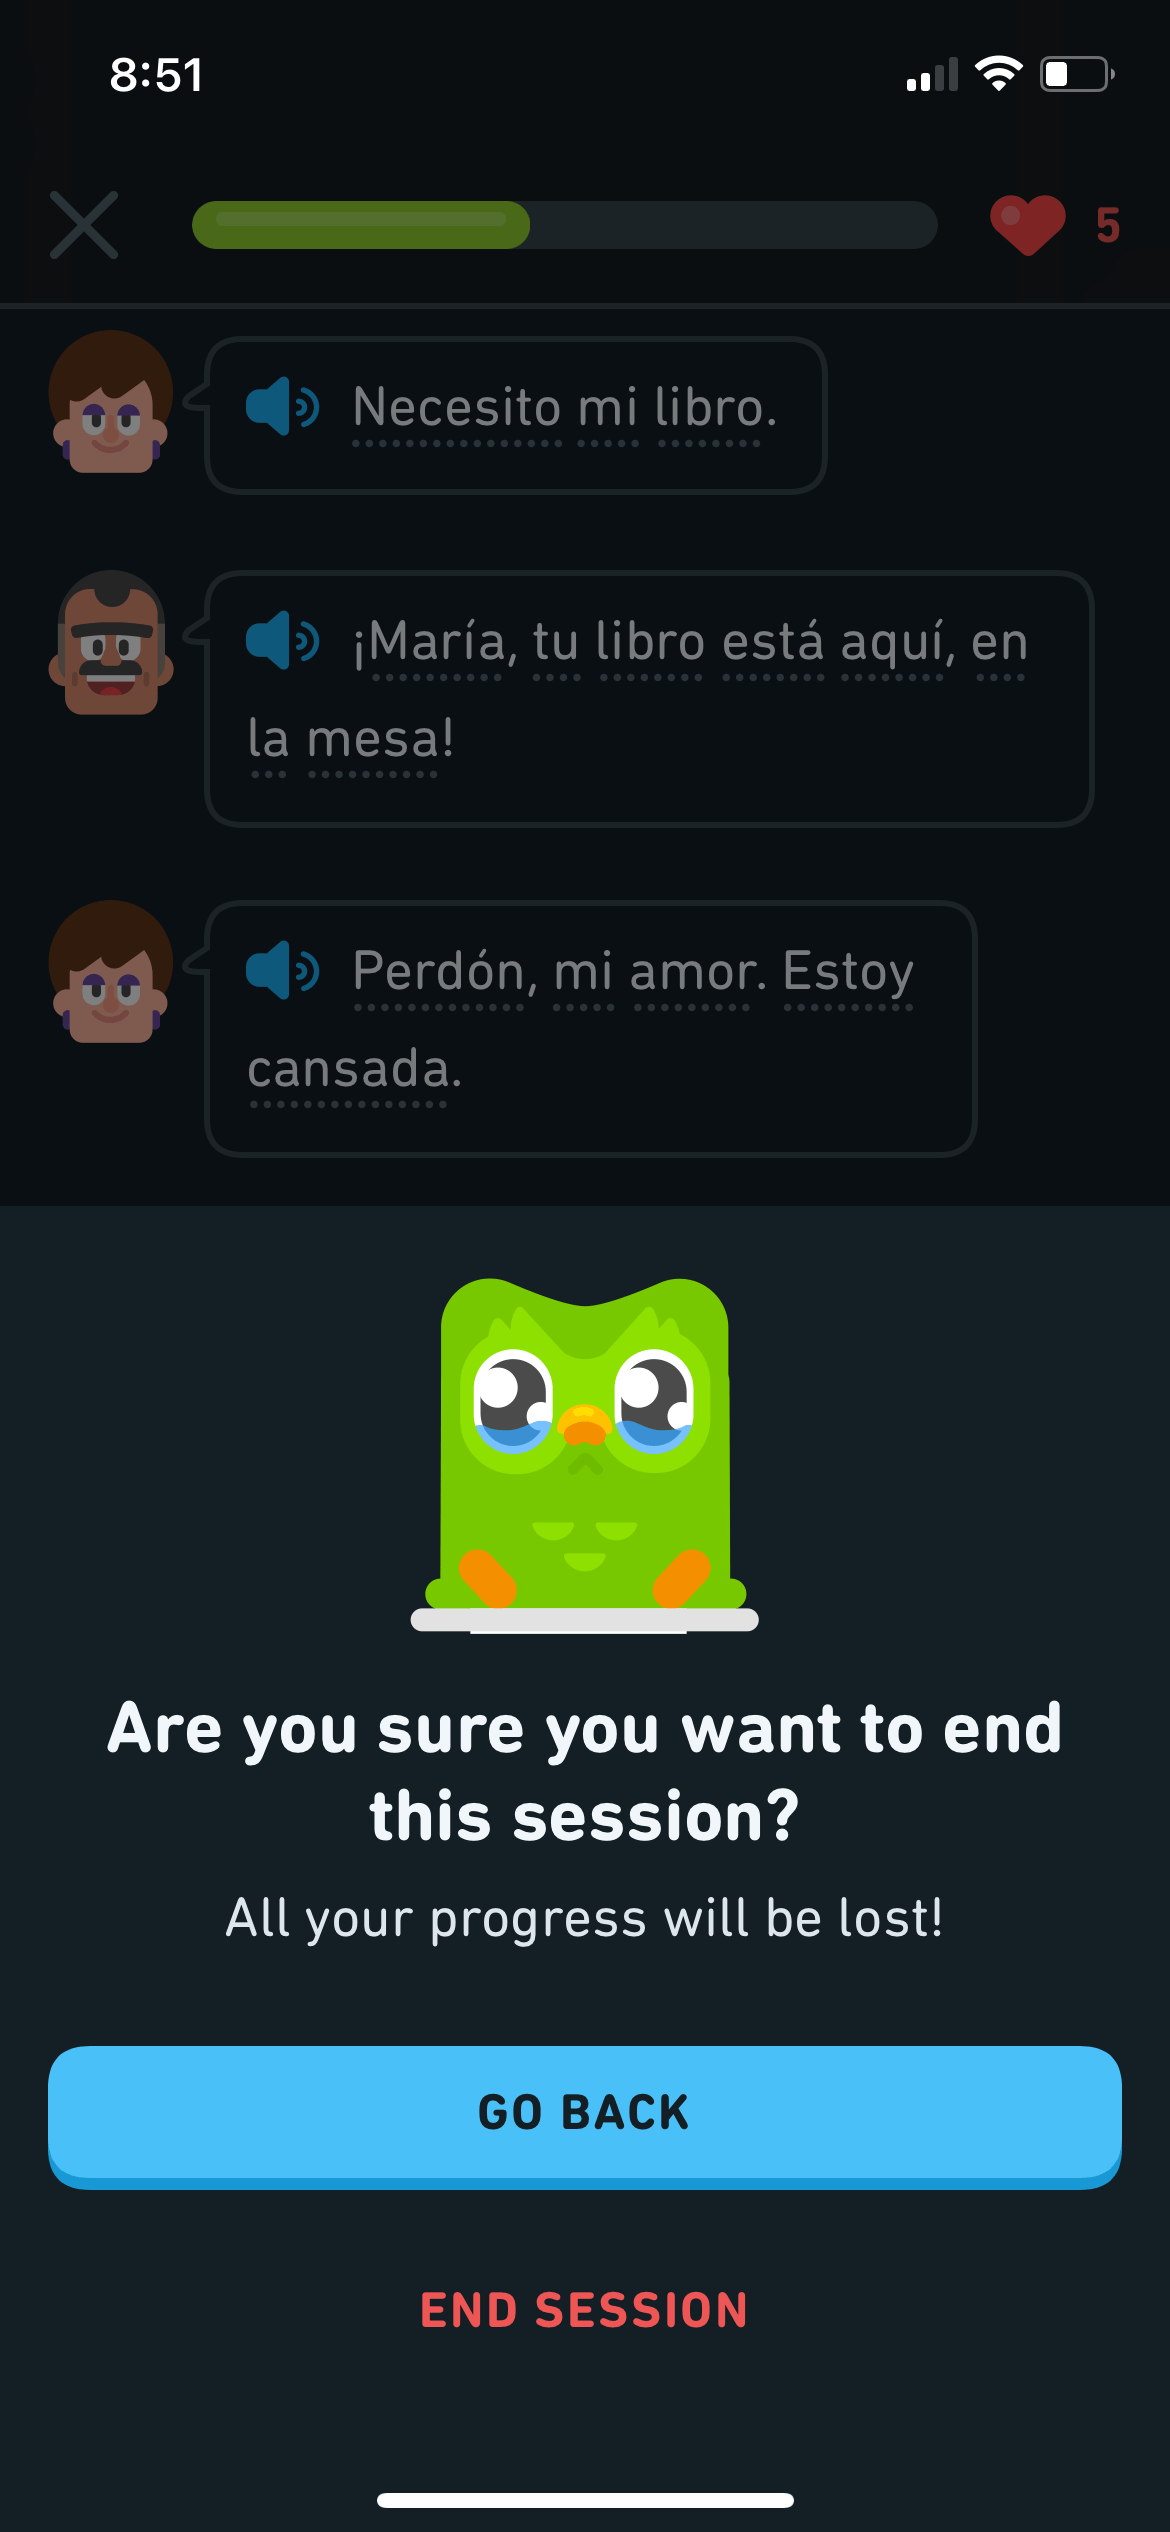 8:51
5
Necesito mi libro.
¡María, tu libro está aquí, en
la mesa!
Perdón, mi amor. Estoy
cansada.
Are you sure you want to end
this session?
All your progress will be lost!
GO BACK
END SESSION